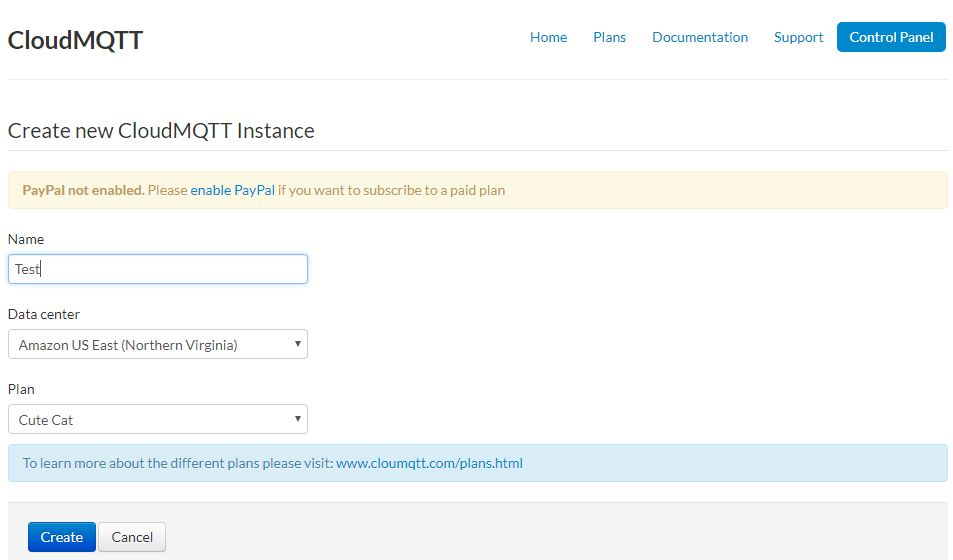 CloudMQTT
Home Plans Documentation Support Control Panel
Create new CloudMQTT Instance
PayPal not enabled. Please enable PayPal if you want to subscribe to a paid plan
Name
Test
Data center
Amazon US East (Northern Virginia)
Plan
Cute Cat
To learn more about the different plans please visit: www.cloumqtt.com/plans.html
Create Cancel